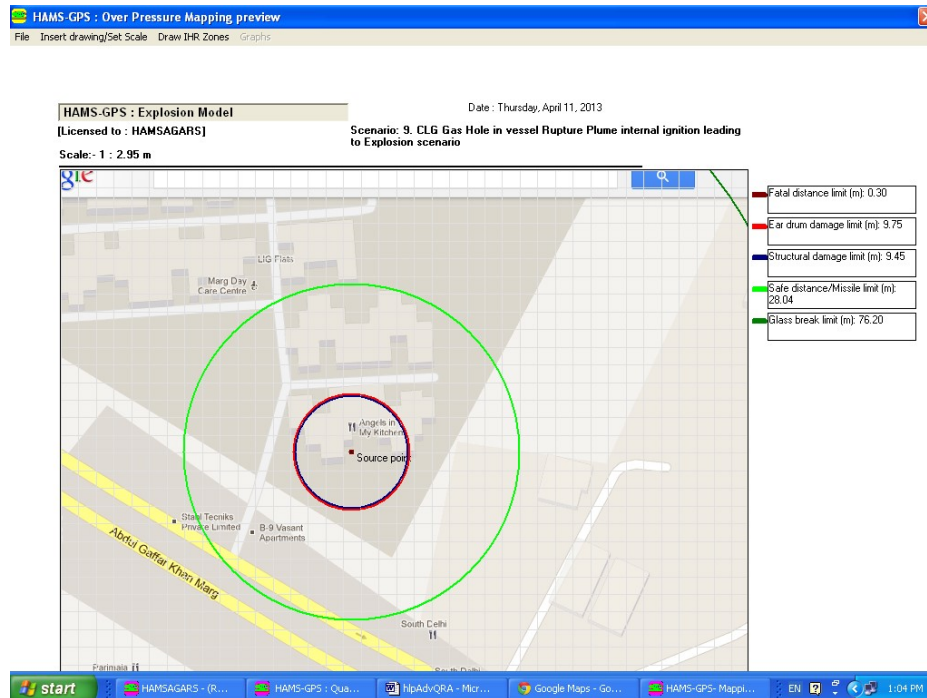 HAMS-GPS : Over Pressure Mapping preview
File Insert drawing/Set Scale Draw IHR Zones Graphs
HAMS-GPS : Explosion Model
Date : Thursday, April 11, 2013
[Licensed to : HAMSAGARS]
Scenario: 9. CLG Gas Hole in vessel Rupture Plume internal ignition leading
to Explosion scenario
Scale:- 1 : 2.95 m
Fatal distance limit (m): 0.30
Ear drum damage limit (m): 9.75
Structural damage limit (m): 9.45
Safe distance/Missile limit (m):
28.04
Glass break limit (m): 76.20
LIG Flats
Marg Day
Care Centre
Angels in
My Kitchen
Source point
Stahl Tecniks
Private Limited
B-9 Vasant
Apartments
Abdul Gaffar Khan Marg
South Delhi
Parimala
South Delhi
start
HAMSAGARS - (R...
HAMS-GPS : Qua...
hlpAdvQRA - Micr...
Google Maps - Go...
HAMS-GPS- Mappi...
EN
1:04 PM